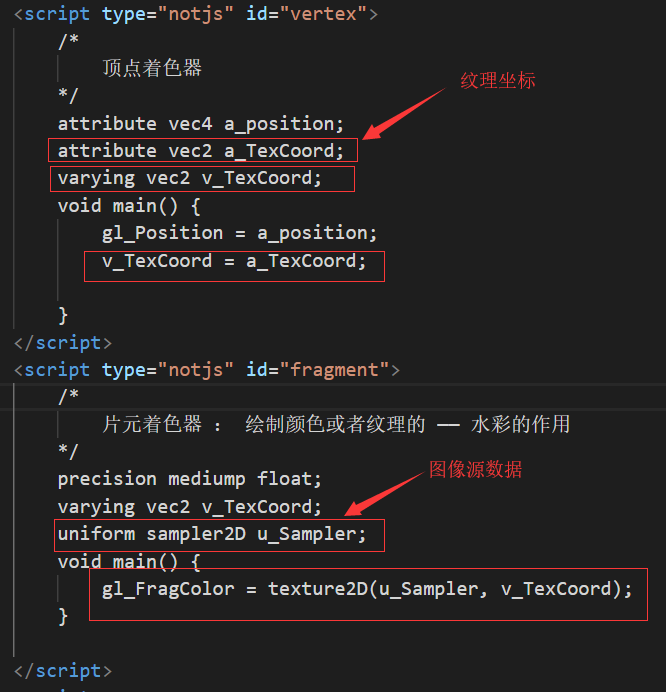 <script type="notjs" id="vertex">
/*
顶点着色器
*/
纹理坐标
attribute vec4 a_position;
attribute vec2 a_TexCoord;
varying vec2 v_TexCoord;
void main() {
gl_Position = a_position;
v_TexCoord = a_TexCoord;
}
</script>
<script type="notjs" id="fragment">
/*
片元着色器 : 绘制颜色或者纹理的 —— 水彩的作用
*/
图像源数据
precision mediump float;
varying vec2 v_TexCoord;
uniform sampler2D u_Sampler;
void main() {
gl_FragColor = texture2D(u_Sampler, v_TexCoord);
}
</script>